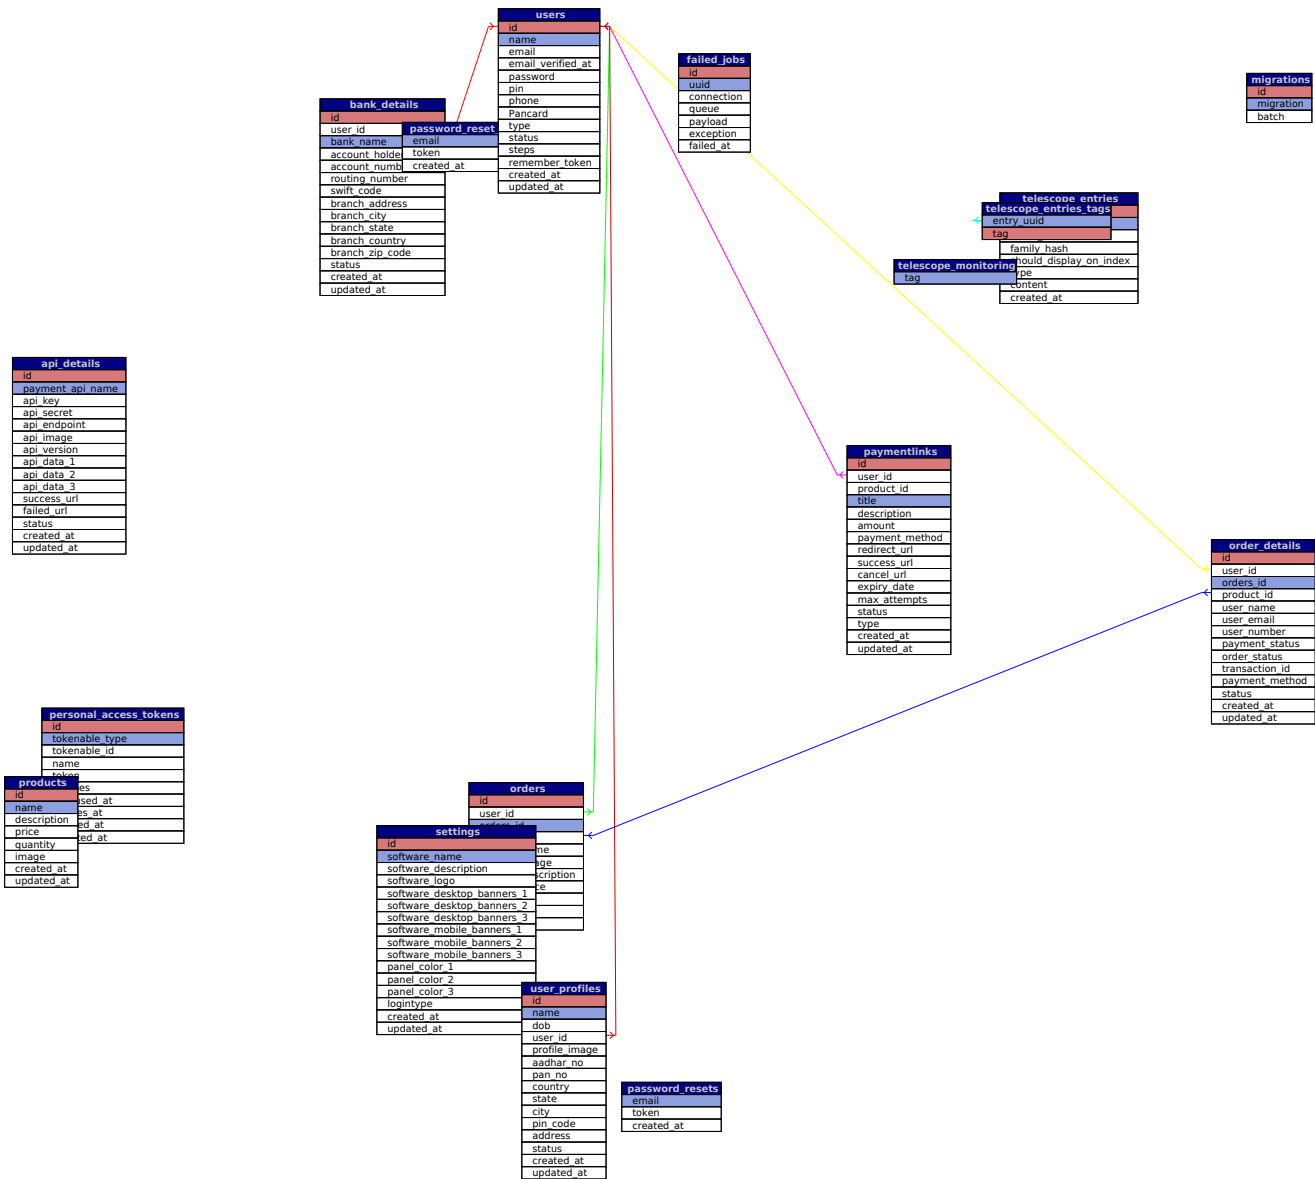 users
id
name
email
email_verified_at
password
pin
phone
Pancard
type
status
steps
remember_token
created_at
updated_at
failed_jobs
id
uuid
connection
queue
payload
exception
failed_at
migrations
id
migration
batch
bank_details
id
user_id
bank_name
routing_number
swift_code
branch_address
branch_city
branch_state
branch_country
branch_zip_code
status
created_at
updated_at
password_reset
email
token
created_at
telescope_entries
family_hash
should_display_on_index
type
content
created_at
telescope_entries_tags
entry_uuid
tag
telescope_monitoring
tag
api_details
id
payment_api_name
api_key
api_secret
api_endpoint
api_image
api_version
api_data_1
api_data_2
api_data_3
success_url
failed_url
status
created_at
updated_at
paymentlinks
id
user_id
product_id
title
description
amount
payment_method
redirect_url
success_url
cancel_url
expiry_date
max_attempts
status
type
created_at
updated_at
order_details
id
user_id
orders_id
product_id
user_name
user_email
user_number
payment_status
order_status
transaction_id
payment_method
status
created_at
updated_at
personal_access_tokens
id
tokenable_type
tokenable_id
name
token
products
id
name
description
price
quantity
image
created_at
updated_at
orders
id
user_id
orders_id
settings
id
software_name
software_description
software_logo
software_desktop_banners_1
software_desktop_banners_2
software_desktop_banners_3
software_mobile_banners_1
software_mobile_banners_2
software_mobile_banners_3
panel_color_1
panel_color_2
panel_color_3
logintype
created_at
updated_at
user_profiles
id
name
dob
user_id
profile_image
aadhar_no
pan_no
country
state
city
pin_code
address
status
created_at
updated_at
password_resets
email
token
created_at